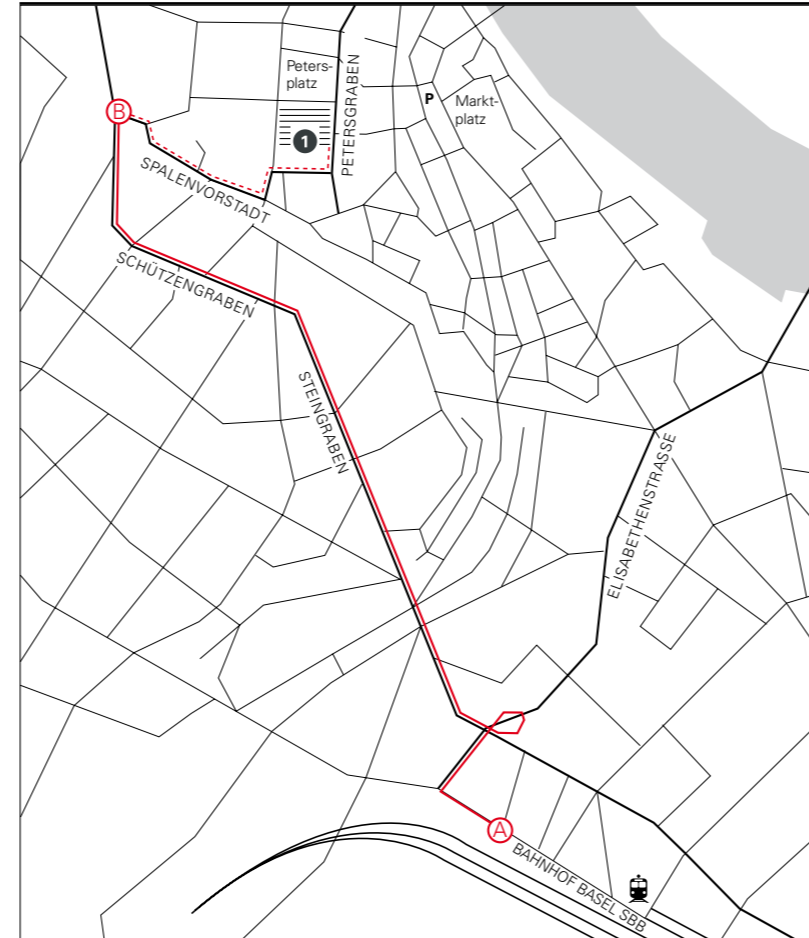 Peters-
platz
PETERSGRABEN
P
Markt-
platz
B
1
SPALENVORSTADT
SCHÜTZENGRABEN
STEINGRABEN
ELISABETHENSTRASSE
A
BAHNHOF BASEL SBB